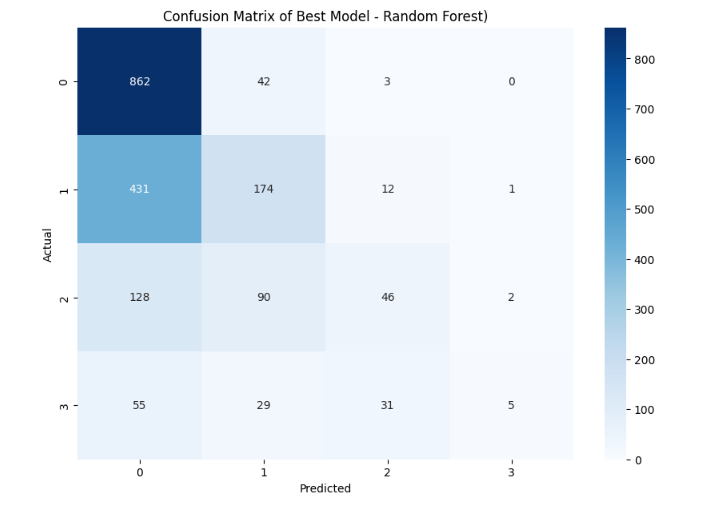 Confusion Matrix of Best Model - Random Forest)
0 862 42 3 0
1 431 174 12 1
2 128 90 46 2
3 55 29 31 5
0 1 2 3
Predicted
Actual
800
700
600
500
400
300
200
100
0